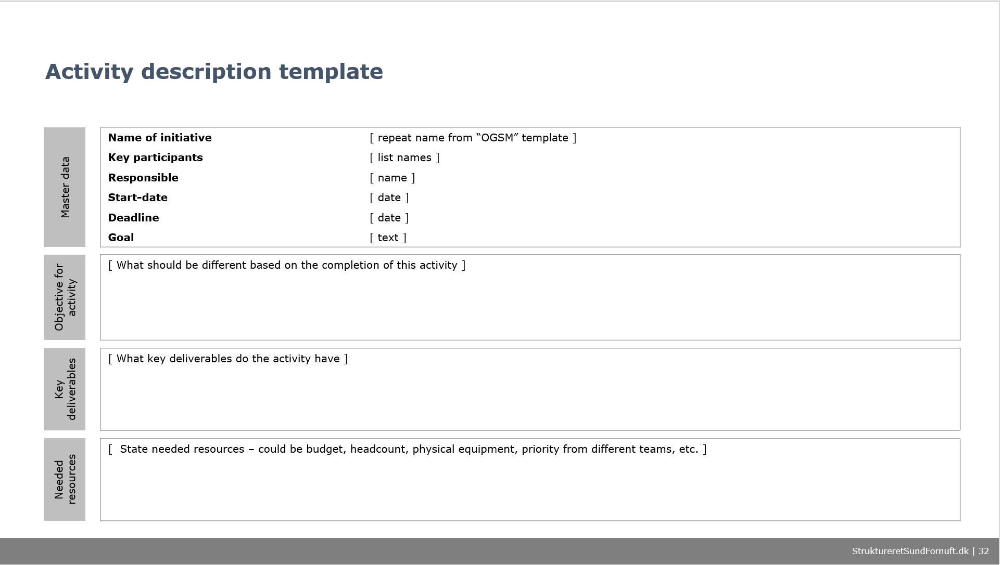 Activity description template
Master data
Name of initiative [ repeat name from “OGSM” template ]
Key participants [ list names ]
Responsible [ name ]
Start-date [ date ]
Deadline [ date ]
Goal [ text ]
Objective for
activity
[ What should be different based on the completion of this activity ]
Key
deliverables
[ What key deliverables do the activity have ]
Needed
resources
[  State needed resources – could be budget, headcount, physical equipment, priority from different teams, etc. ]
StruktureretSundFornuft.dk | 32